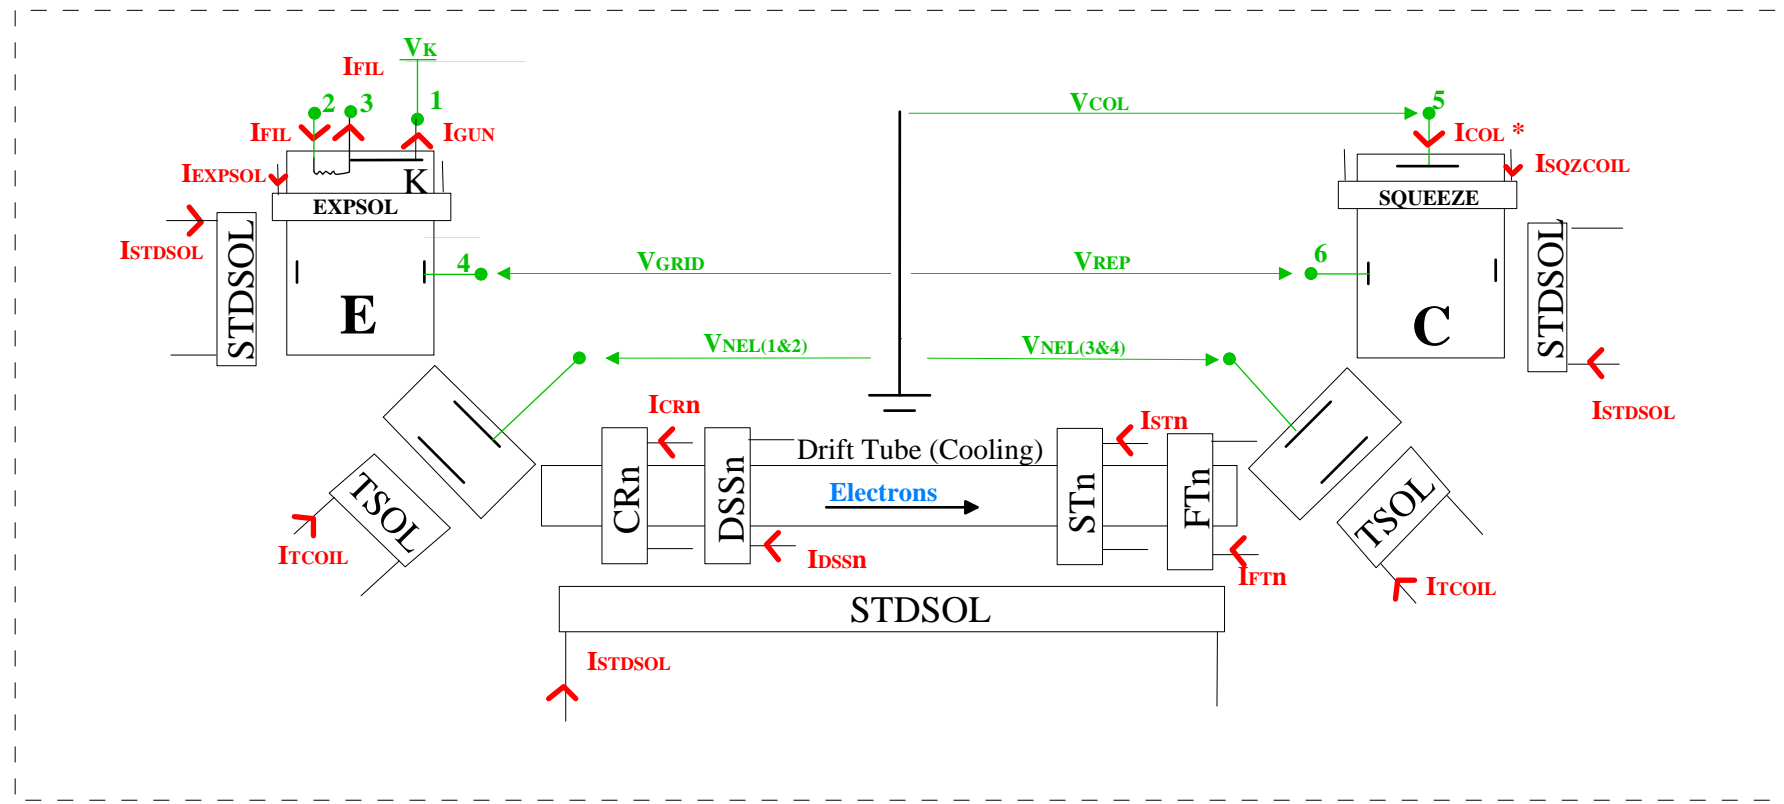 VK
IFIL
2 3 1
VCOL
5
IFIL
IGUN
ICOL *
IEXPSOL
K
ISQZCOIL
EXPSOL
SQUEEZE
ISTDSOL
STDSOL
4
VGRID
VREP
6
STDSOL
E
C
VNEL(1&2)
VNEL(3&4)
ICRn
ISTn
ISTDSOL
Drift Tube (Cooling)
TSOL
CRn
DSSn
Electrons
STn
FTn
TSOL
ITCOIL
IDSSn
IFTn
ITCOIL
STDSOL
ISTDSOL